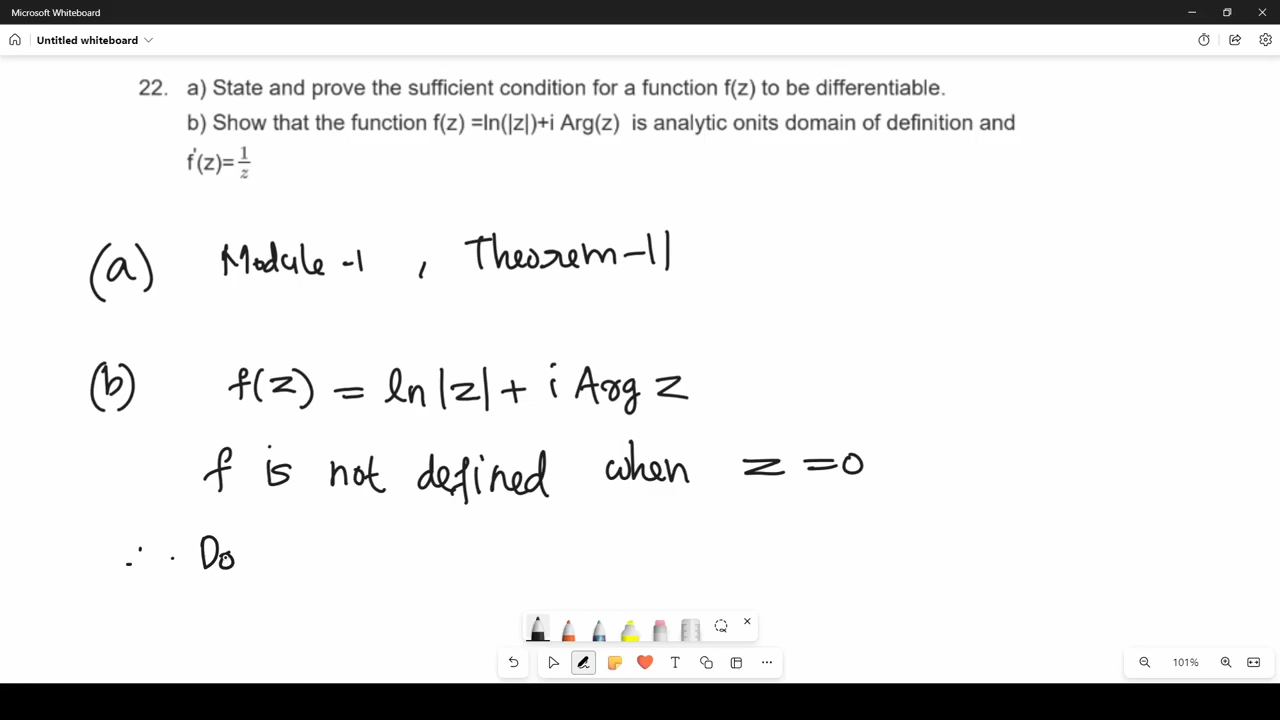 Microsoft Whiteboard
Untitled whiteboard
22. a) State and prove the sufficient condition for a function f(z) to be differentiable.
b) Show that the function f(z) =ln(|z|)+i Arg(z) is analytic onits domain of definition and
f'(z)=1/z
(a) Module -1 , Theorem-11
(b) f(z) = ln|z| + i Arg z
f is not defined when z =0
∴ Do
101%